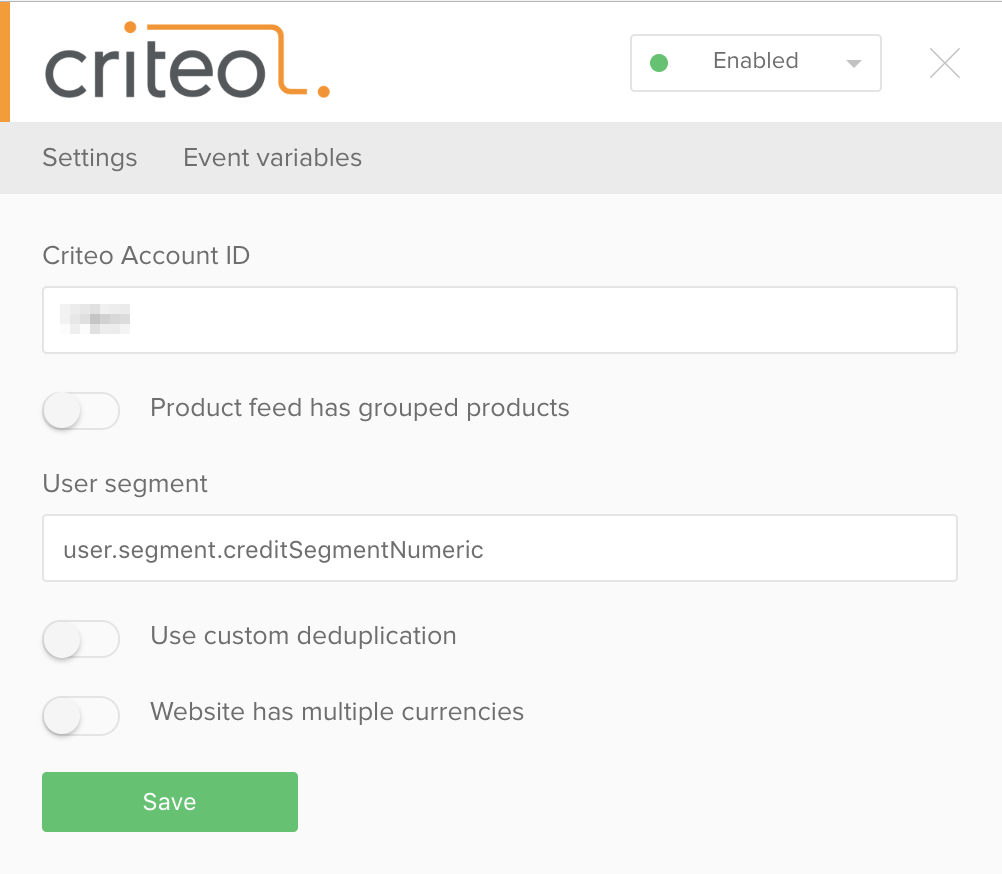 criteo
Enabled
Settings
Event variables
Criteo Account ID
Product feed has grouped products
User segment
user.segment.creditSegmentNumeric
Use custom deduplication
Website has multiple currencies
Save